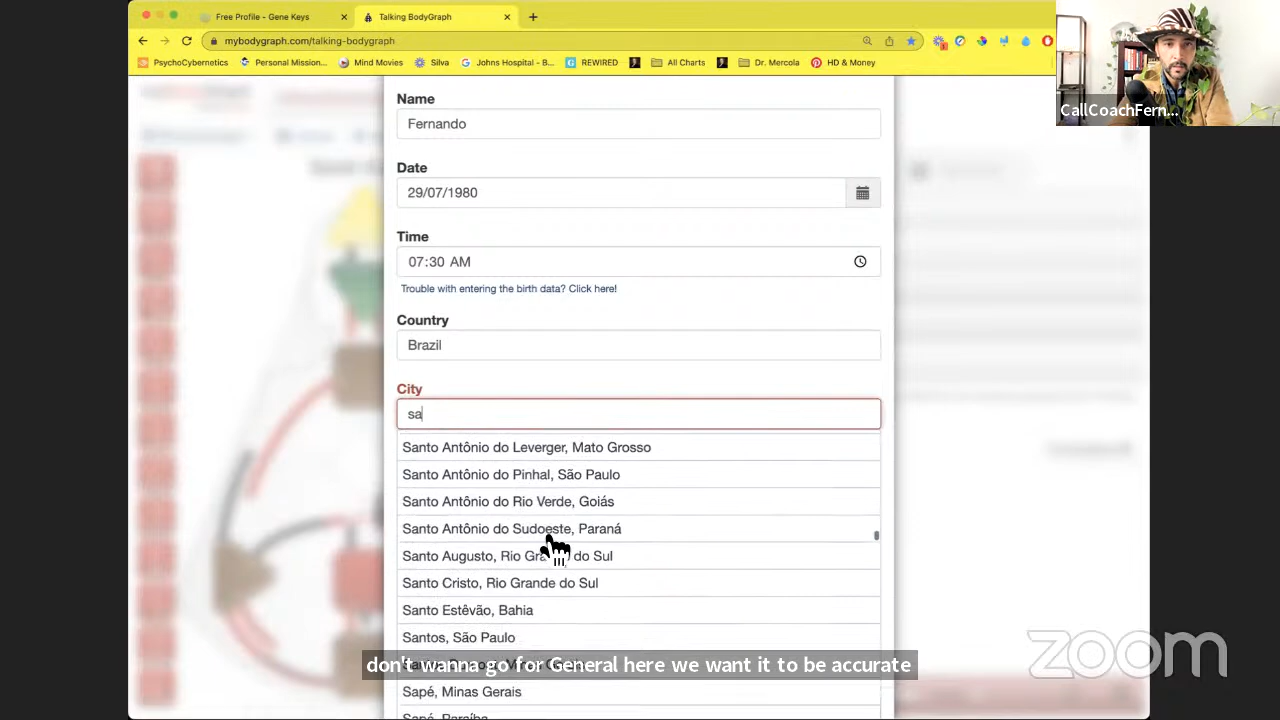 Free Profile - Gene Keys
Talking BodyGraph
mybodygraph.com/talking-bodygraph
PsychoCybernetics
Personal Mission...
Mind Movies
Silva
Johns Hospital - B...
REWIRED
All Charts
Dr. Mercola
HD & Money
CallCoachFern...
Name
Fernando
Date
29/07/1980
Time
07:30 AM
Trouble with entering the birth data? Click here!
Country
Brazil
City
sa
Santo Antônio do Leverger, Mato Grosso
Santo Antônio do Pinhal, São Paulo
Santo Antônio do Rio Verde, Goiás
Santo Antônio do Sudoeste, Paraná
Santo Augusto, Rio Grande do Sul
Santo Cristo, Rio Grande do Sul
Santo Estêvão, Bahia
Santos, São Paulo
don't wanna go for General here we want it to be accurate
Sapé, Minas Gerais
Sapé, Paraíba
zoom